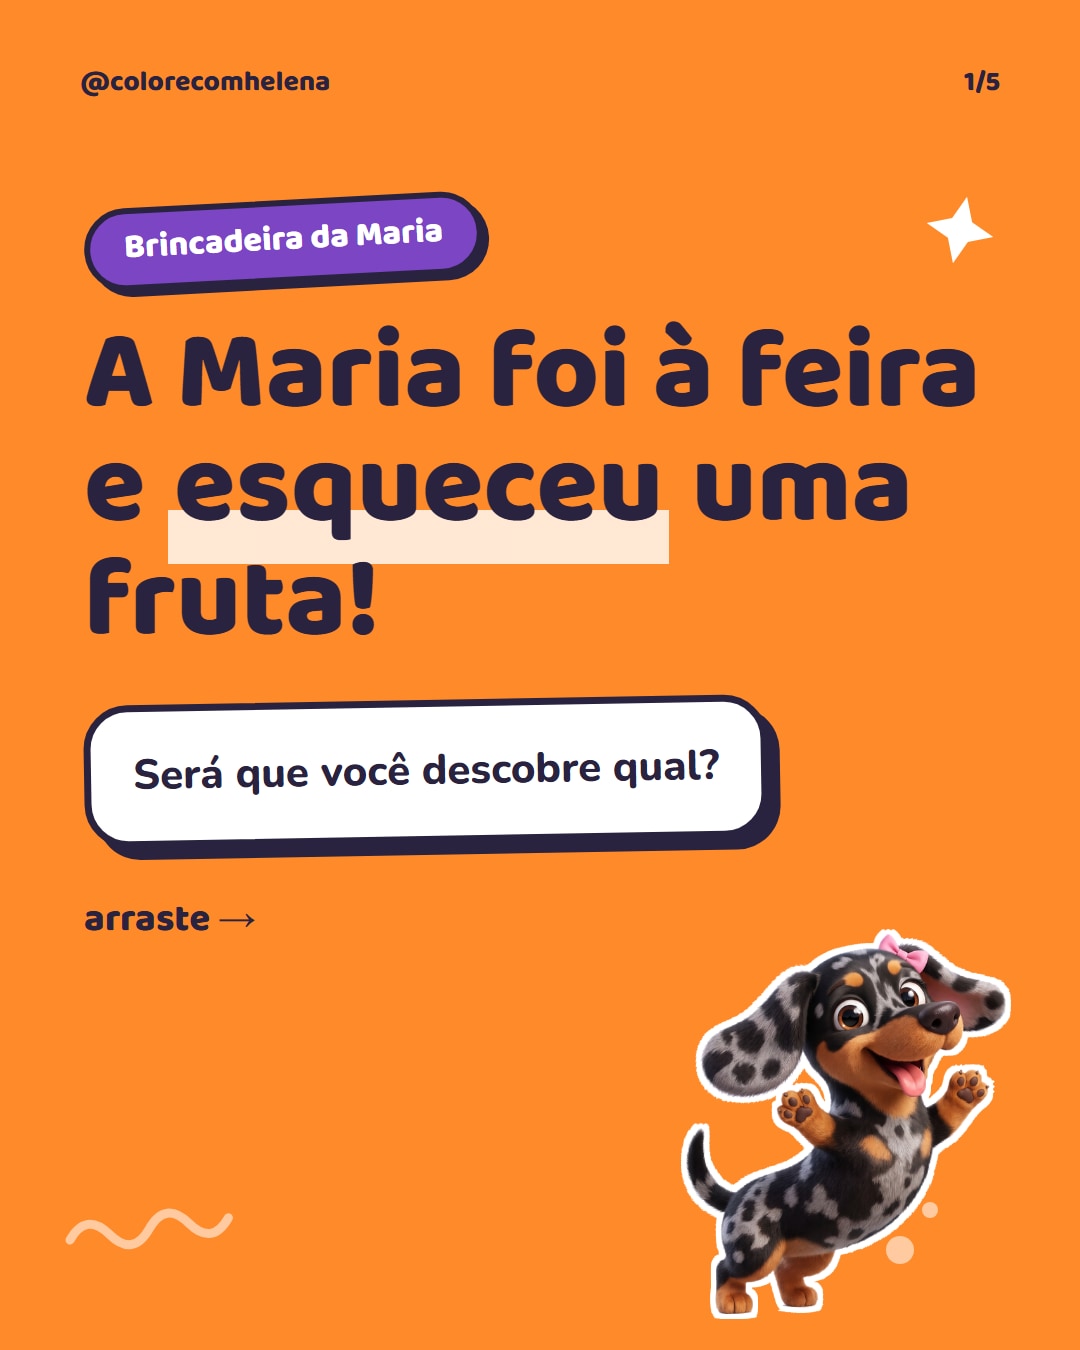 @colorecomhelena
1/5
Brincadeira da Maria
A Maria foi à feira
e esqueceu uma
fruta!
Será que você descobre qual?
arraste →